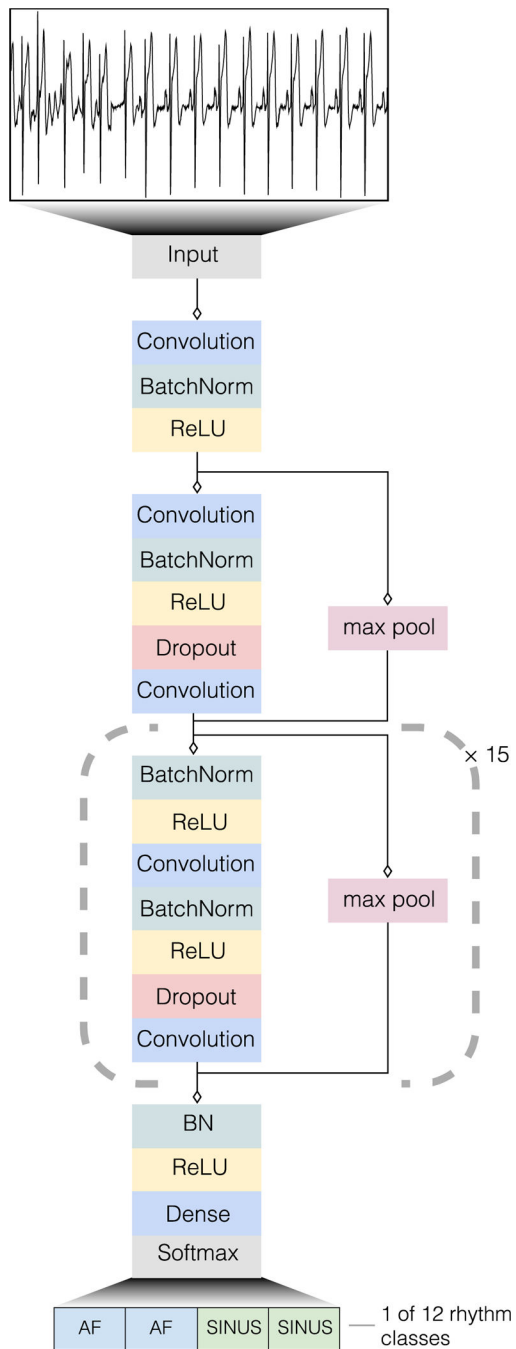 Input
Convolution
BatchNorm
ReLU
Convolution
BatchNorm
ReLU
Dropout
Convolution
max pool
× 15
BatchNorm
ReLU
Convolution
BatchNorm
ReLU
Dropout
Convolution
max pool
BN
ReLU
Dense
Softmax
AF AF SINUS SINUS
1 of 12 rhythm
classes